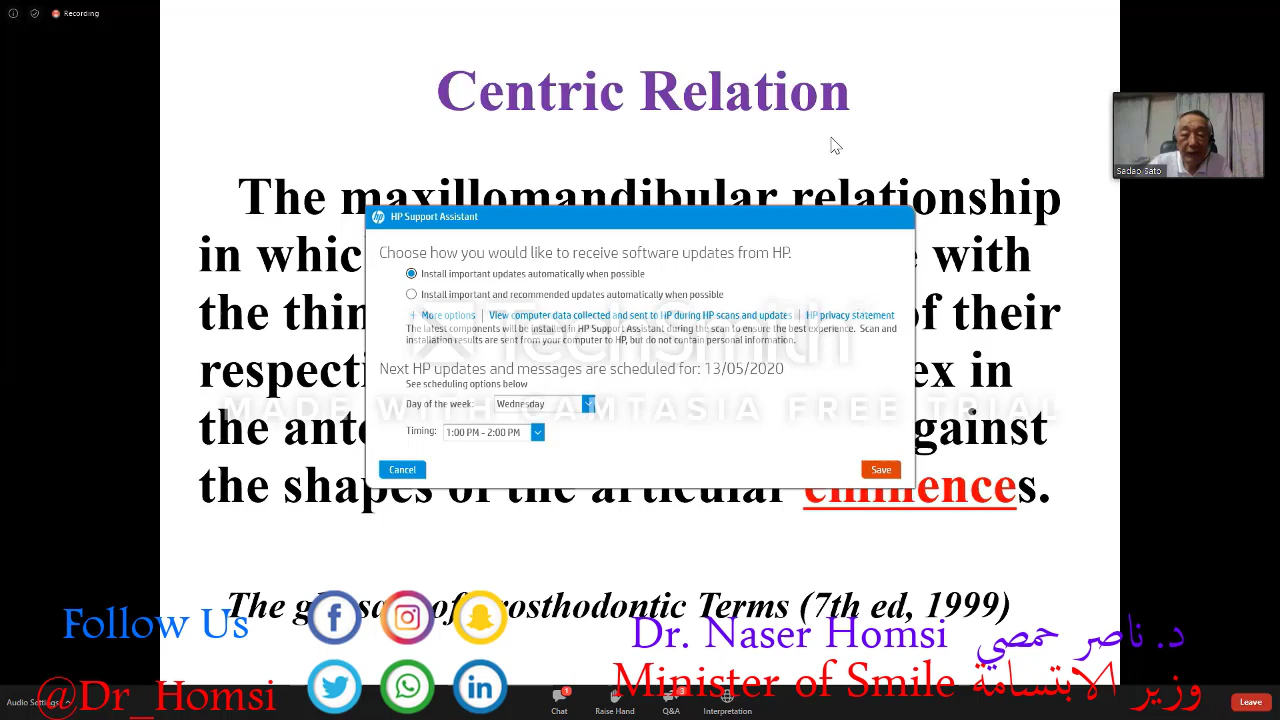 Recording
Centric Relation
Sadao Sato
The maxillomandibular relationship
in which
with
the thin
of their
ex in
the ante
against
the shapes of the articular eminences.
HP Support Assistant
Choose how you would like to receive software updates from HP.
Install important updates automatically when possible
Install important and recommended updates automatically when possible
+ More options | View computer data collected and sent to HP during HP scans and updates | HP privacy statement
The latest components will be installed in HP Support Assistant during the scan to ensure the best experience. Scan and
installation results are sent from your computer to HP, but do not contain personal information.
Next HP updates and messages are scheduled for: 13/05/2020
See scheduling options below
Day of the week: Wednesday
Timing: 1:00 PM - 2:00 PM
Cancel
Save
TechSmith
MADE WITH CAMTASIA FREE TRIAL
The of Prosthodontic Terms (7th ed, 1999)
Follow Us
@Dr_Homsi
Dr. Naser Homsi د. ناصر حمصي
Minister of Smile وزير الابتسامة
Audio Settings
Chat 1
Raise Hand
Q&A 3
Interpretation
Leave